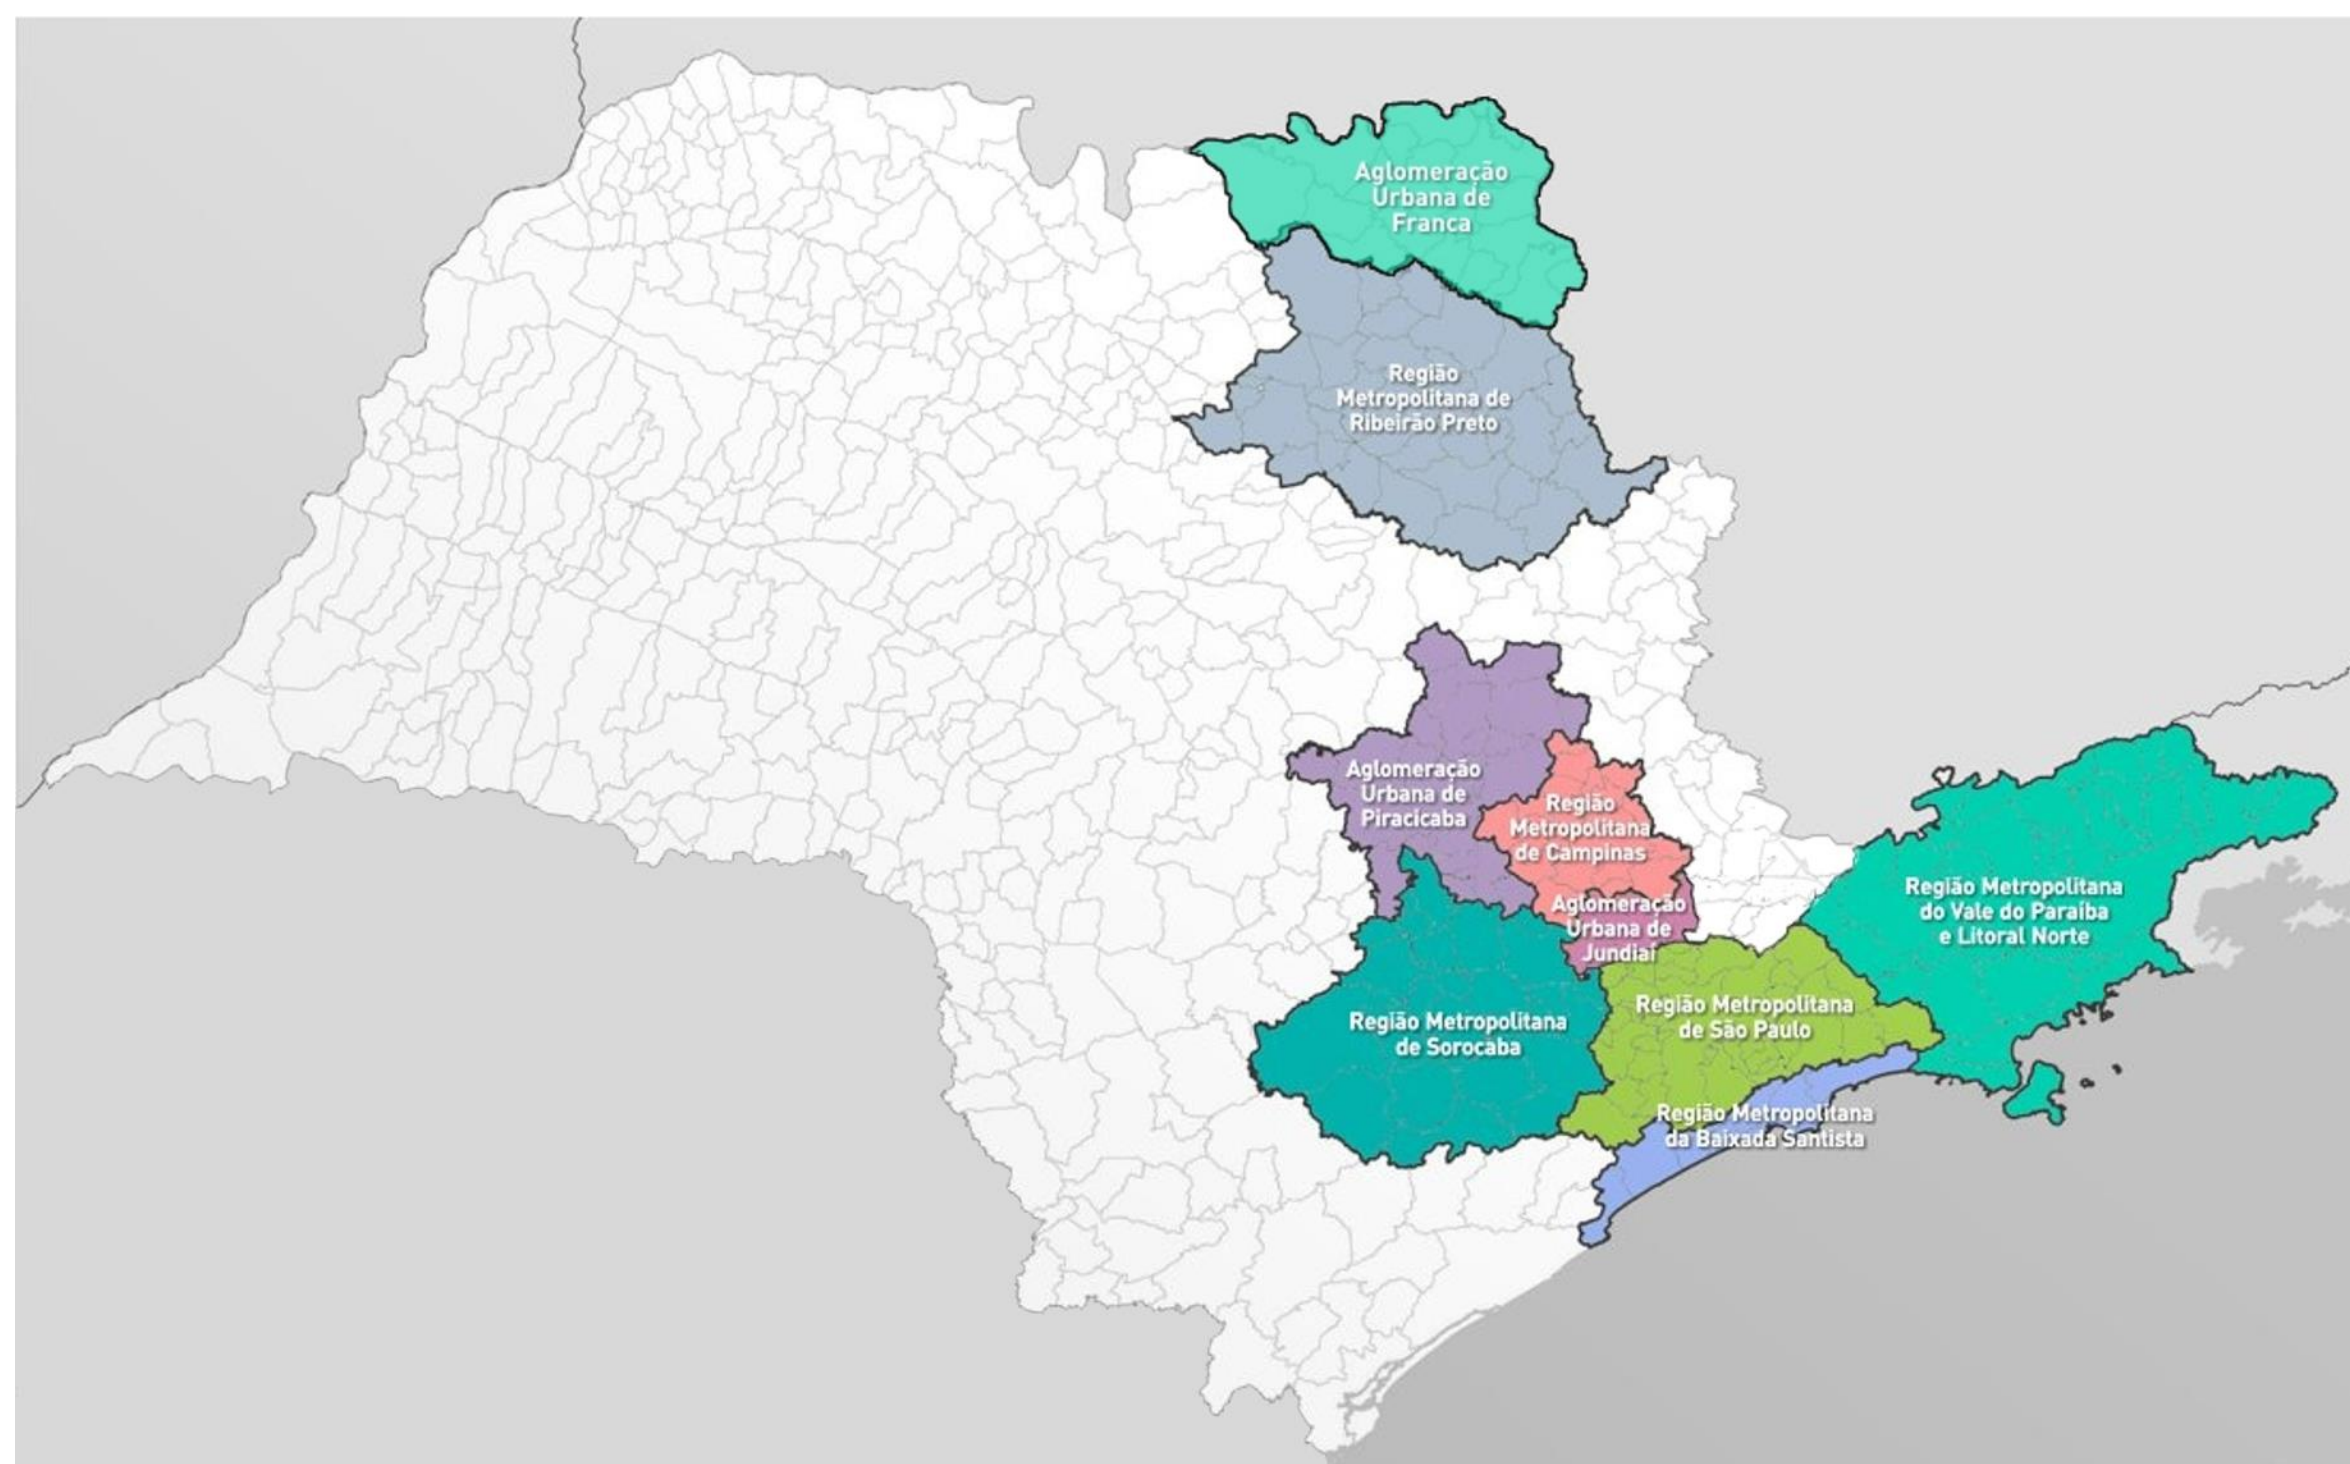 Aglomeração
Urbana de
Franca
Região
Metropolitana de
Ribeirão Preto
Aglomeração
Urbana de
Piracicaba
Região
Metropolitana
de Campinas
Aglomeração
Urbana de
Jundiaí
Região Metropolitana
do Vale do Paraíba
e Litoral Norte
Região Metropolitana
de Sorocaba
Região Metropolitana
de São Paulo
Região Metropolitana
da Baixada Santista